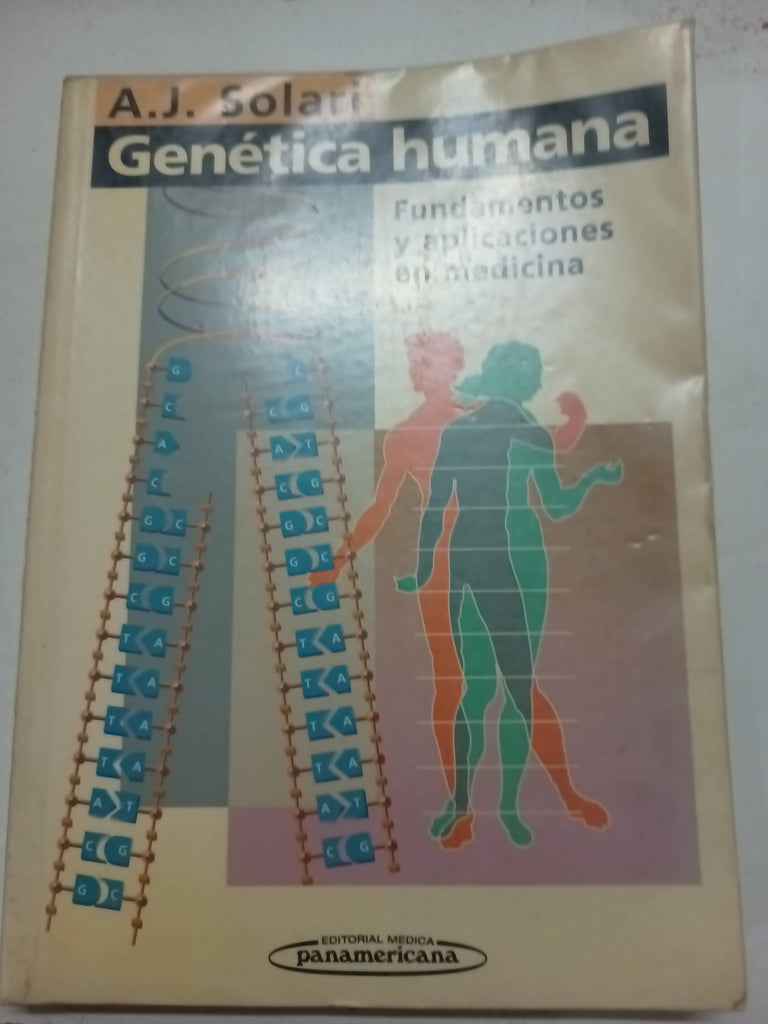 A.J. Solari
Genética humana
Fundamentos
y aplicaciones
en medicina
G
C
A
C
G C
G C
C G
T A
T A
T A
T A
A T
C G
G C
C
C G
A T
C G
G C
G C
C G
T A
T A
T A
T A
A T
C G
EDITORIAL MEDICA
panamericana